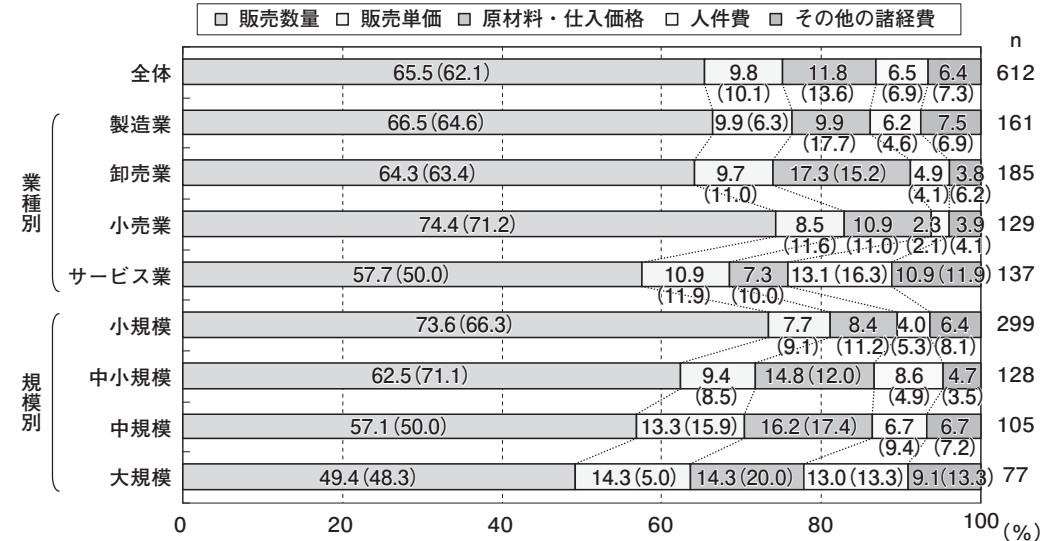 販売数量 販売単価 原材料・仕入価格 人件費 その他の諸経費
n
全体 65.5(62.1) 9.8 11.8 6.5 6.4 612
(10.1) (13.6) (6.9) (7.3)
業種別
製造業 66.5(64.6) 9.9(6.3) 9.9 6.2 7.5 161
(17.7) (4.6) (6.9)
卸売業 64.3(63.4) 9.7 17.3(15.2) 4.9 3.8 185
(11.0) (4.1) (6.2)
小売業 74.4(71.2) 8.5 10.9 2.3 3.9 129
(11.6) (11.0) (2.1) (4.1)
サービス業 57.7(50.0) 10.9 7.3 13.1(16.3) 10.9(11.9) 137
(11.9) (10.0)
規模別
小規模 73.6(66.3) 7.7 8.4 4.0 6.4 299
(9.1) (11.2) (5.3) (8.1)
中小規模 62.5(71.1) 9.4 14.8(12.0) 8.6 4.7 128
(8.5) (4.9) (3.5)
中規模 57.1(50.0) 13.3(15.9) 16.2(17.4) 6.7 6.7 105
(9.4) (7.2)
大規模 49.4(48.3) 14.3(5.0) 14.3(20.0) 13.0(13.3) 9.1(13.3) 77
0 20 40 60 80 100 (%)